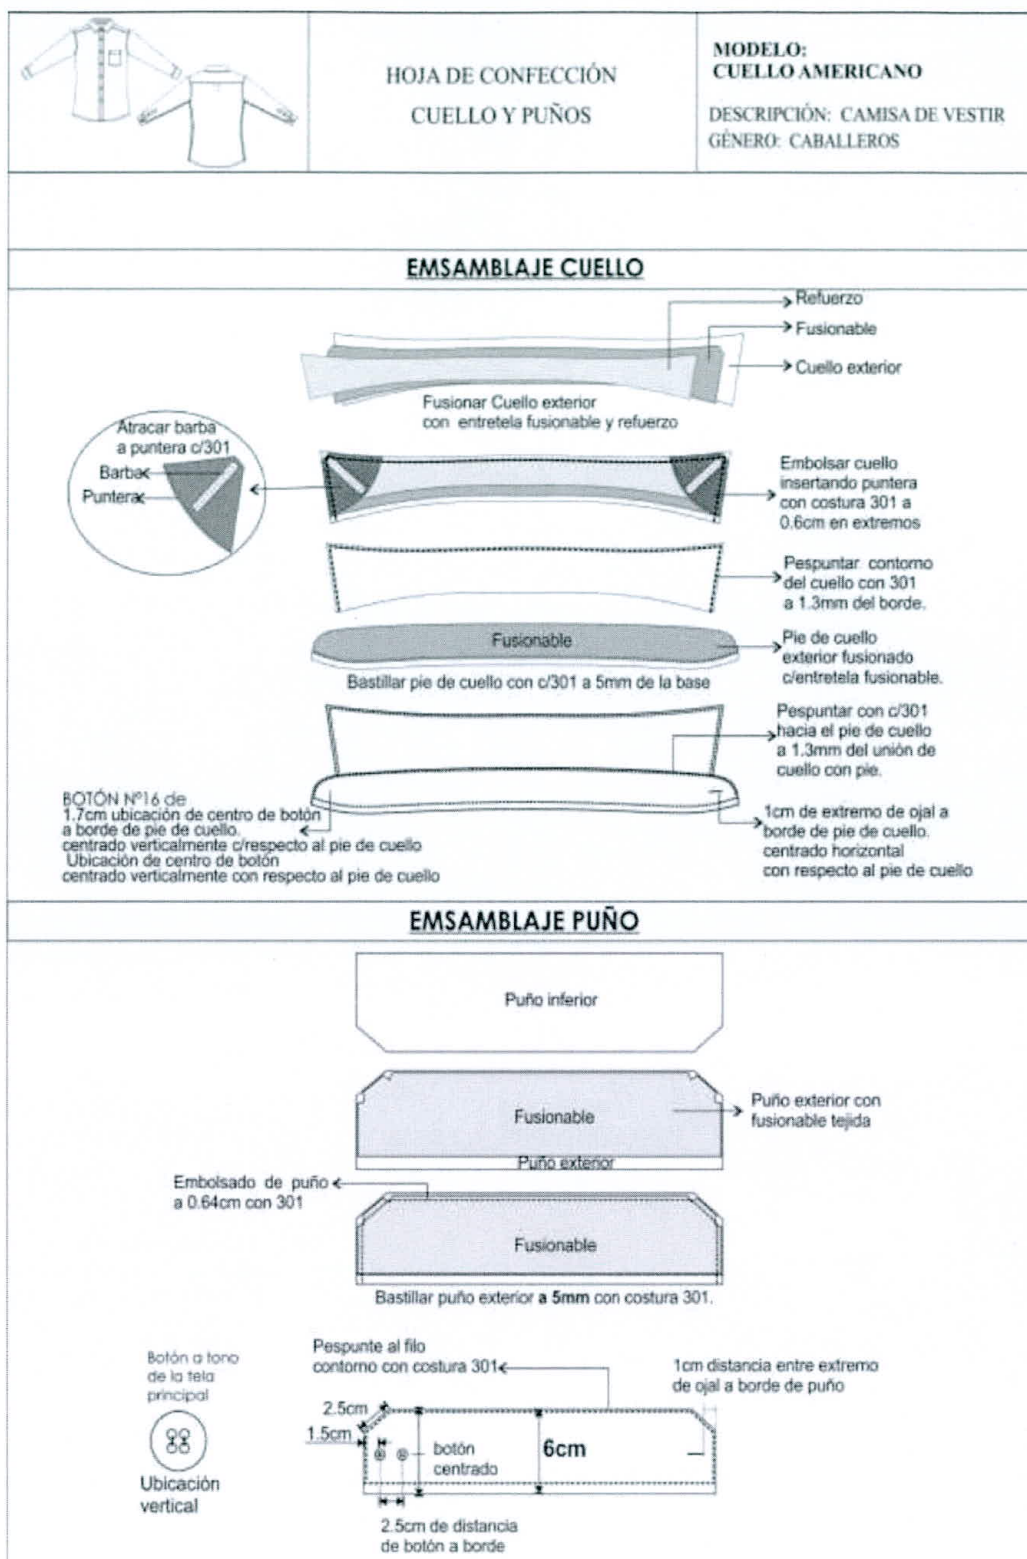 HOJA DE CONFECCIÓN
CUELLO Y PUÑOS
MODELO:
CUELLO AMERICANO
DESCRIPCIÓN: CAMISA DE VESTIR
GÉNERO: CABALLEROS
EMSAMBLAJE CUELLO
Refuerzo
Fusionable
Cuello exterior
Fusionar Cuello exterior
con entretela fusionable y refuerzo
Atracar barba
a puntera c/301
Barba
Puntera
Embolsar cuello
insertando puntera
con costura 301 a
0.6cm en extremos
Pespuntar contorno
del cuello con 301
a 1.3mm del borde.
Fusionable
Pie de cuello
exterior fusionado
c/entretela fusionable.
Bastillar pie de cuello con c/301 a 5mm de la base
Pespuntar con c/301
hacia el pie de cuello
a 1.3mm del unión de
cuello con pie.
BOTÓN Nº16 de
1.7cm ubicación de centro de botón
a borde de pie de cuello.
centrado verticalmente c/respecto al pie de cuello
Ubicación de centro de botón
centrado verticalmente con respecto al pie de cuello
1cm de extremo de ojal a
borde de pie de cuello.
centrado horizontal
con respecto al pie de cuello
EMSAMBLAJE PUÑO
Puño inferior
Fusionable
Puño exterior con
fusionable tejida
Puño exterior
Embolsado de puño
a 0.64cm con 301
Fusionable
Bastillar puño exterior a 5mm con costura 301.
Botón a tono
de la tela
principal
Ubicación
vertical
Pespunte al filo
contorno con costura 301
1cm distancia entre extremo
de ojal a borde de puño
2.5cm
1.5cm
botón
centrado
6cm
2.5cm de distancia
de botón a borde